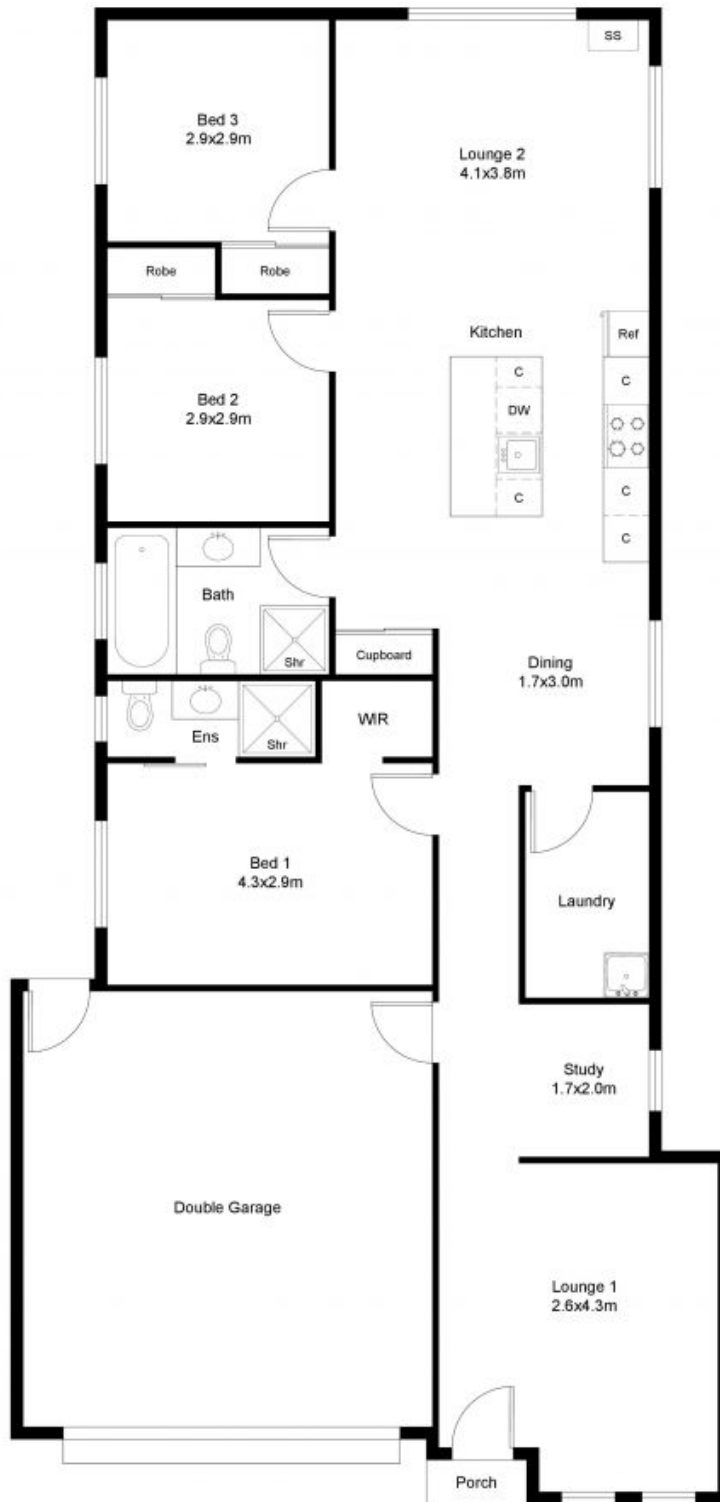 SS
Bed 3
2.9x2.9m
Lounge 2
4.1x3.8m
Robe
Robe
Kitchen
Ref
C
C
DW
Bed 2
2.9x2.9m
C
C
C
Bath
Shr
Cupboard
Dining
1.7x3.0m
WIR
Ens
Shr
Bed 1
4.3x2.9m
Laundry
Study
1.7x2.0m
Double Garage
Lounge 1
2.6x4.3m
Porch